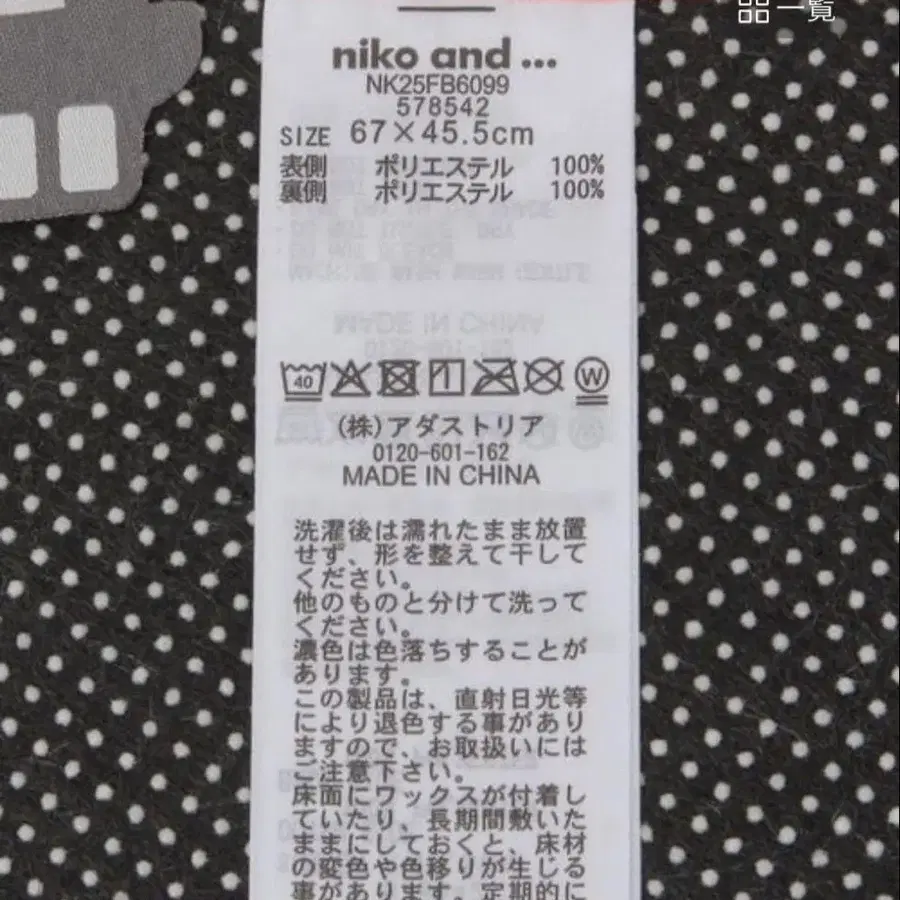 一覧
niko and ...
NK25FB6099
578542
SIZE 67×45.5cm
表側 ポリエステル 100%
裏側 ポリエステル 100%
40 W
(株)アダストリア
0120-601-162
MADE IN CHINA
洗濯後は濡れたまま放置
せず、形を整えて干して
ください。
他のものと分けて洗って
ください。
濃色は色落ちすることが
あります。
この製品は、直射日光等
により退色する事があり
ますので、お取扱いには
ご注意下さい。
床面にワックスが付着し
ていたり、長期間敷いた
ままにしておくと、床材
の変色や色移りが生じる
事があります。定期的に